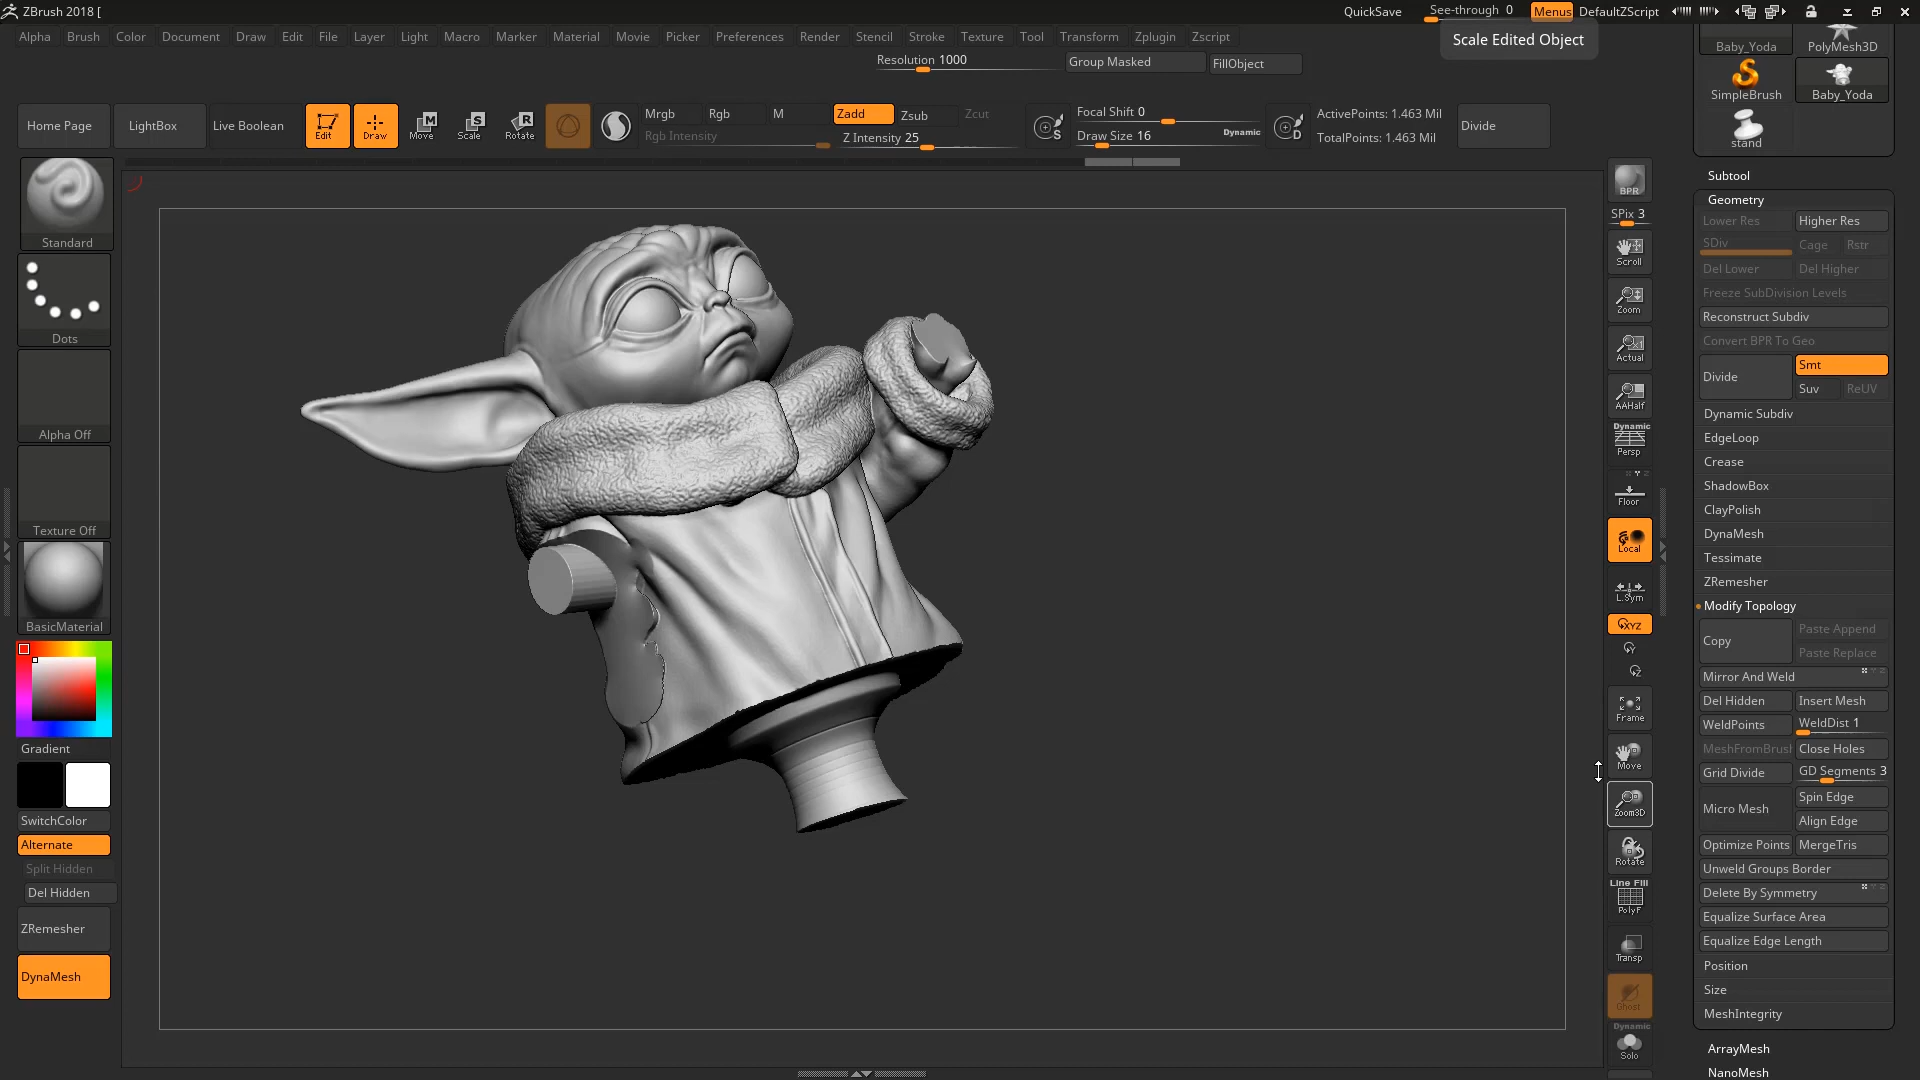 ZBrush 2018 [
QuickSave
See-through 0
Menus
DefaultZScript
Alpha Brush Color Document Draw Edit File Layer Light Macro Marker Material Movie Picker Preferences Render Stencil Stroke Texture Tool Transform Zplugin Zscript
Scale Edited Object
Resolution 1000
Group Masked
FillObject
Home Page
LightBox
Live Boolean
Edit
Draw
Move
Scale
Rotate
Mrgb Rgb M
Rgb Intensity
Zadd Zsub Zcut
Z Intensity 25
Focal Shift 0
Draw Size 16
Dynamic
ActivePoints: 1.463 Mil
TotalPoints: 1.463 Mil
Divide
Standard
Dots
Alpha Off
Texture Off
BasicMaterial
Gradient
SwitchColor
Alternate
Split Hidden
Del Hidden
ZRemesher
DynaMesh
BPR
SPix 3
Scroll
Zoom
Actual
AAHalf
Dynamic
Persp
Floor
Local
L.Sym
XYZ
Frame
Move
Zoom3D
Rotate
Line Fill
PolyF
Transp
Ghost
Dynamic
Solo
Baby_Yoda PolyMesh3D
SimpleBrush Baby_Yoda
stand
Subtool
Geometry
Lower Res Higher Res
SDiv Cage Rstr
Del Lower Del Higher
Freeze SubDivision Levels
Reconstruct Subdiv
Convert BPR To Geo
Divide Smt
Suv ReUV
Dynamic Subdiv
EdgeLoop
Crease
ShadowBox
ClayPolish
DynaMesh
Tessimate
ZRemesher
Modify Topology
Copy Paste Append
Paste Replace
Mirror And Weld
Del Hidden Insert Mesh
WeldPoints WeldDist 1
MeshFromBrus Close Holes
Grid Divide GD Segments 3
Micro Mesh Spin Edge
Align Edge
Optimize Points MergeTris
Unweld Groups Border
Delete By Symmetry
Equalize Surface Area
Equalize Edge Length
Position
Size
MeshIntegrity
ArrayMesh
NanoMesh